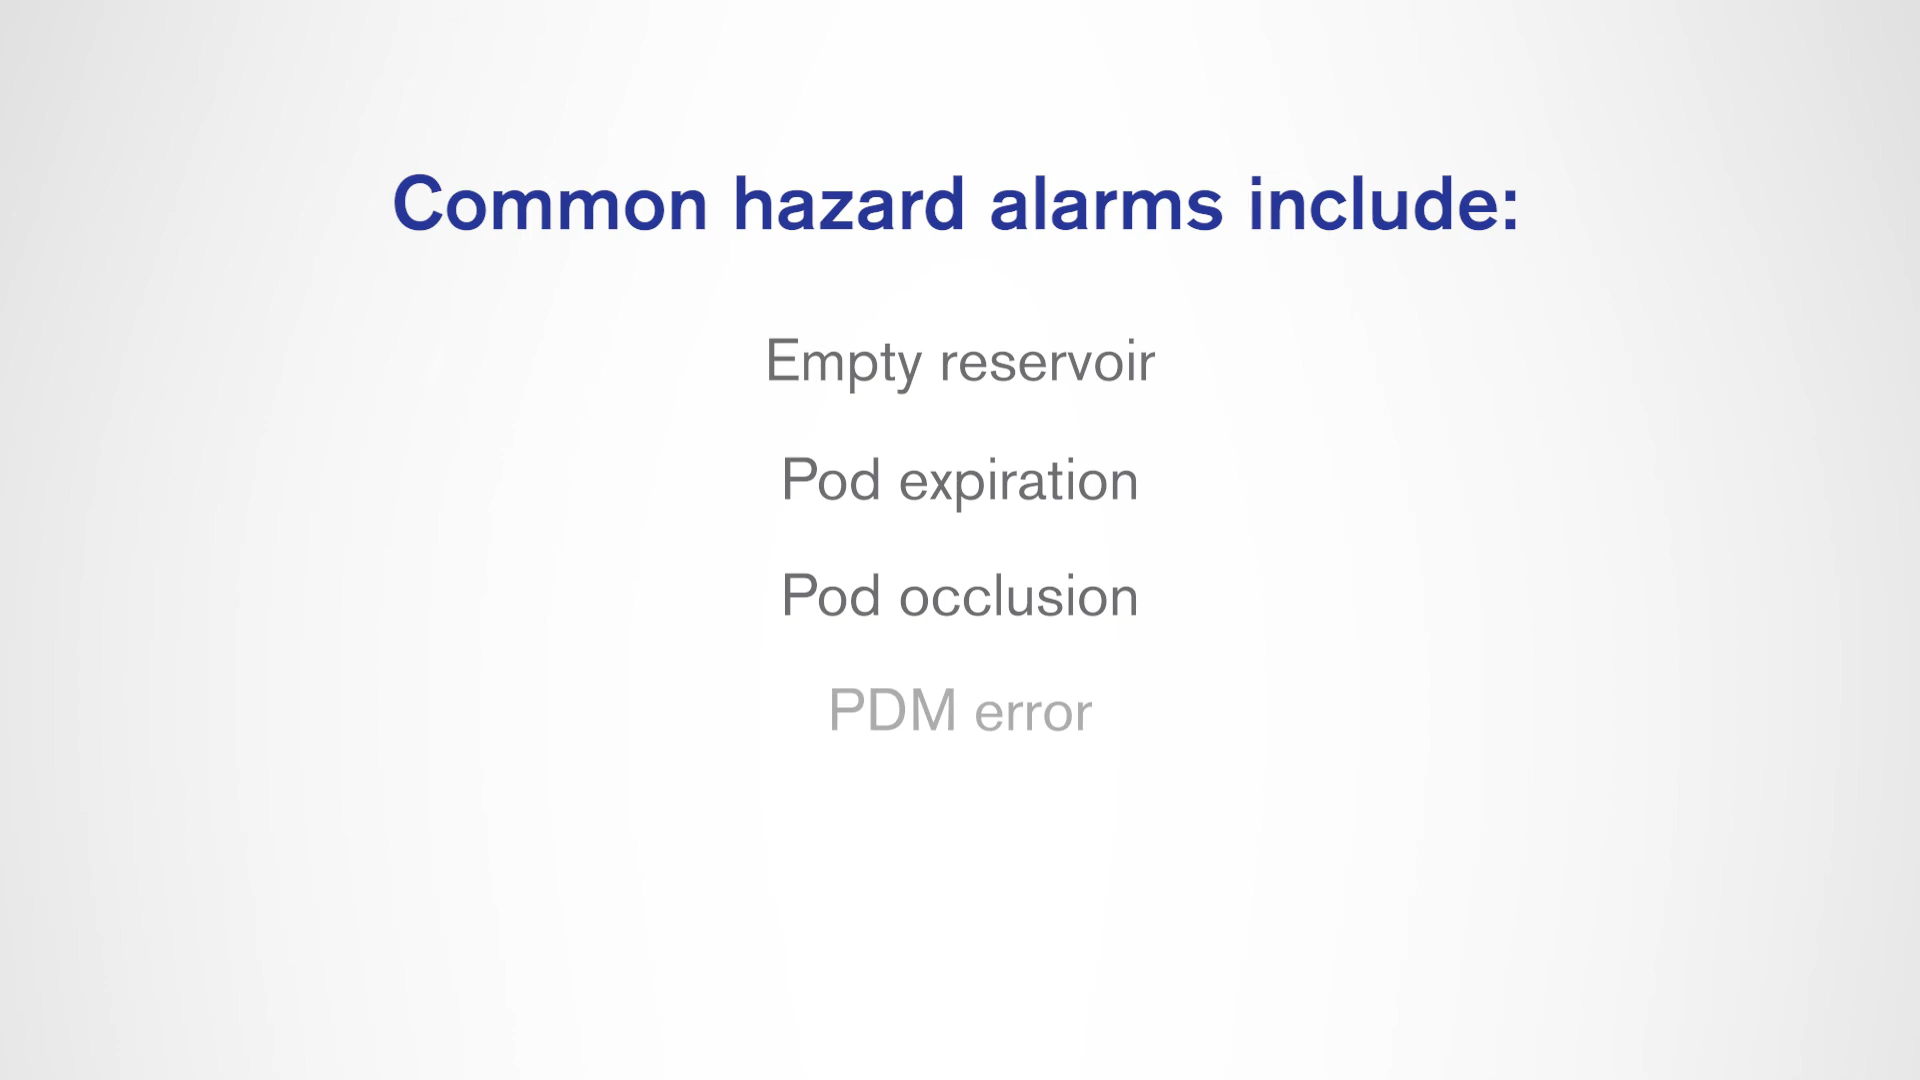 Common hazard alarms include:
Empty reservoir
Pod expiration
Pod occlusion
PDM error